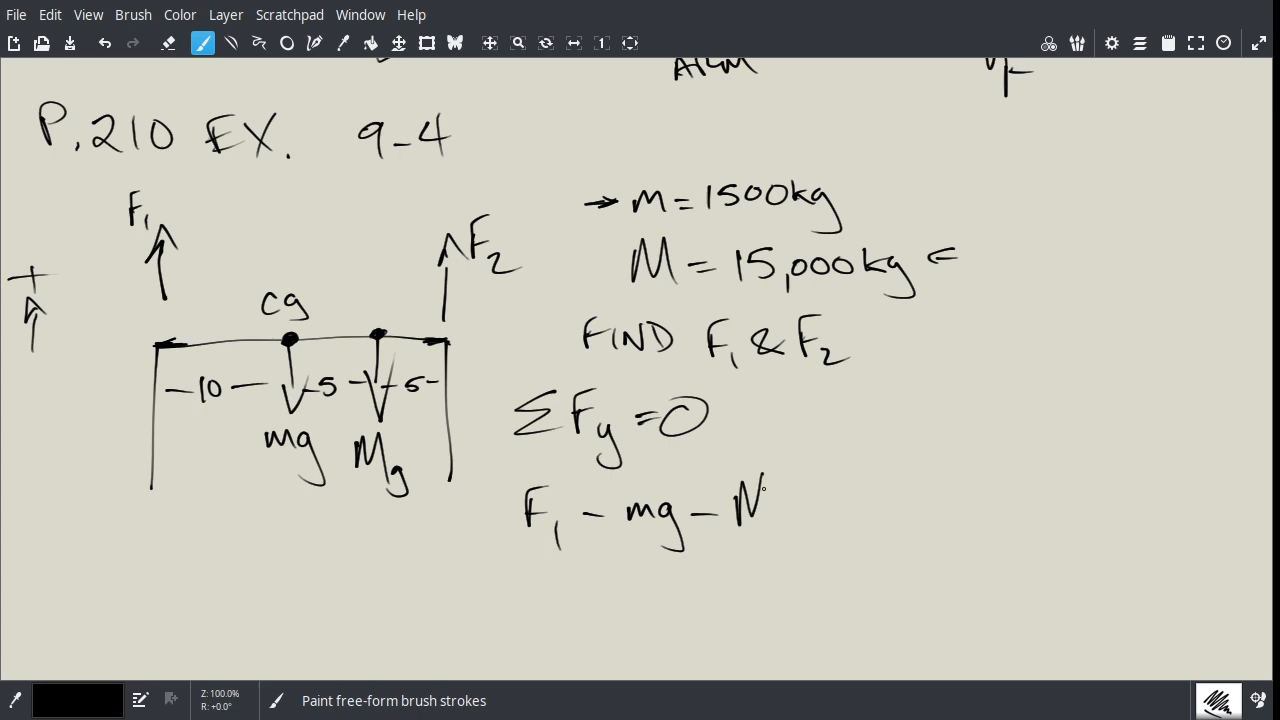 File Edit View Brush Color Layer Scratchpad Window Help
P.210 EX. 9-4
F₁
F₂
+
cg
-10- -5- -5-
mg
Mg
→ m = 1500kg
M = 15,000kg ←
FIND F₁ & F₂
ΣFy = 0
F₁ - mg -
Z: 100.0%
R: +0.0°
Paint free-form brush strokes